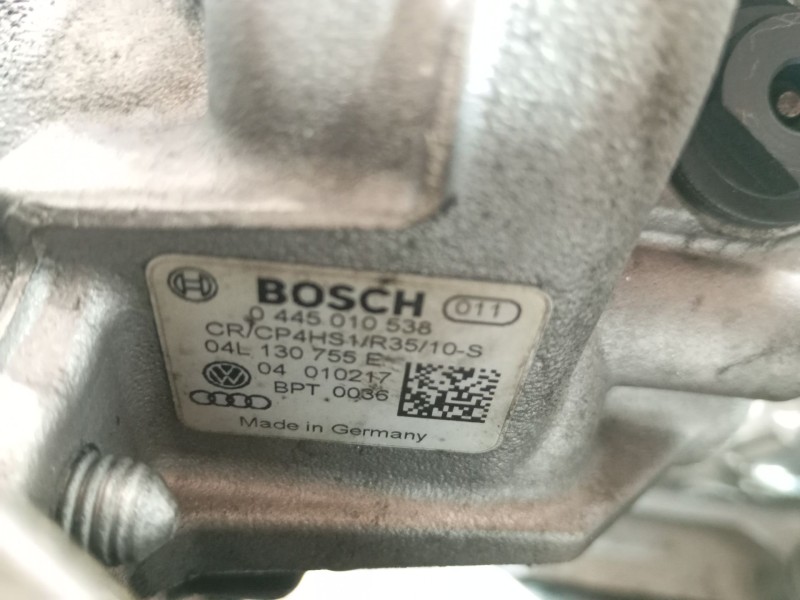 BOSCH 011
0 445 010 538
CR/CP4HS1/R35/10-S
04L 130 755 E
04 010217
BPT 0036
Made in Germany